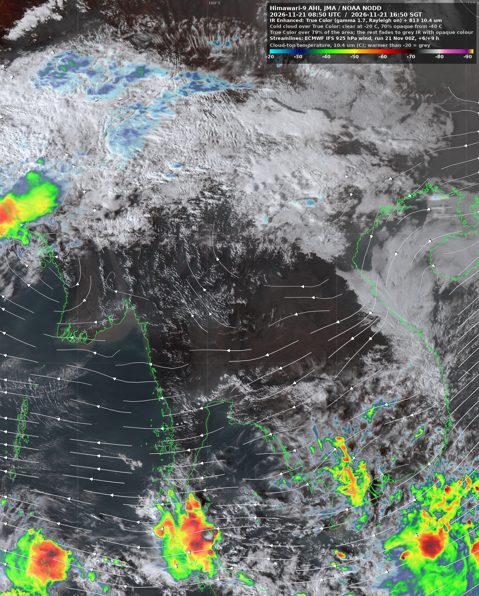 Himawari-9 AHI, JMA / NOAA NODD
2026-11-21 08:50 UTC / 2026-11-21 16:50 SGT
IR Enhanced: True Color (gamma 1.7, Rayleigh on) + B13 10.4 um
Cold cloud over True Color: clear at -20 C, 70% opaque from -40 C
True Color over 79% of the area; the rest fades to grey IR with opaque colour
Streamlines: ECMWF IFS 925 hPa wind, run 21 Nov 00Z, +6/+9 h
Cloud-top temperature, 10.4 um (C); warmer than -20 = grey
-20 -30 -40 -50 -60 -70 -80 -90